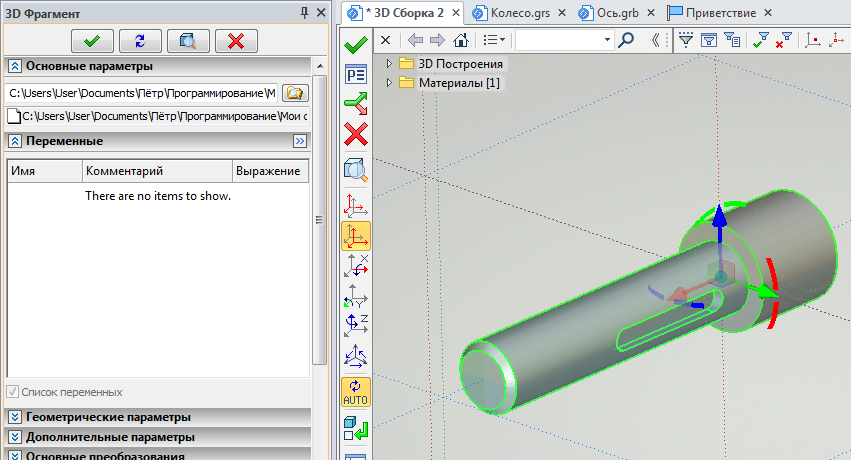 3D Фрагмент
Основные параметры
C:\Users\User\Documents\Пётр\Программирование\М
C:\Users\User\Documents\Пётр\Программирование\Мои с
Переменные
Имя Комментарий Выражение
There are no items to show.
Список переменных
Геометрические параметры
Дополнительные параметры
Основные преобразования
* 3D Сборка 2 Колесо.grs Ось.grb Приветствие
3D Построения
Материалы [1]
X
Y
Z
AUTO